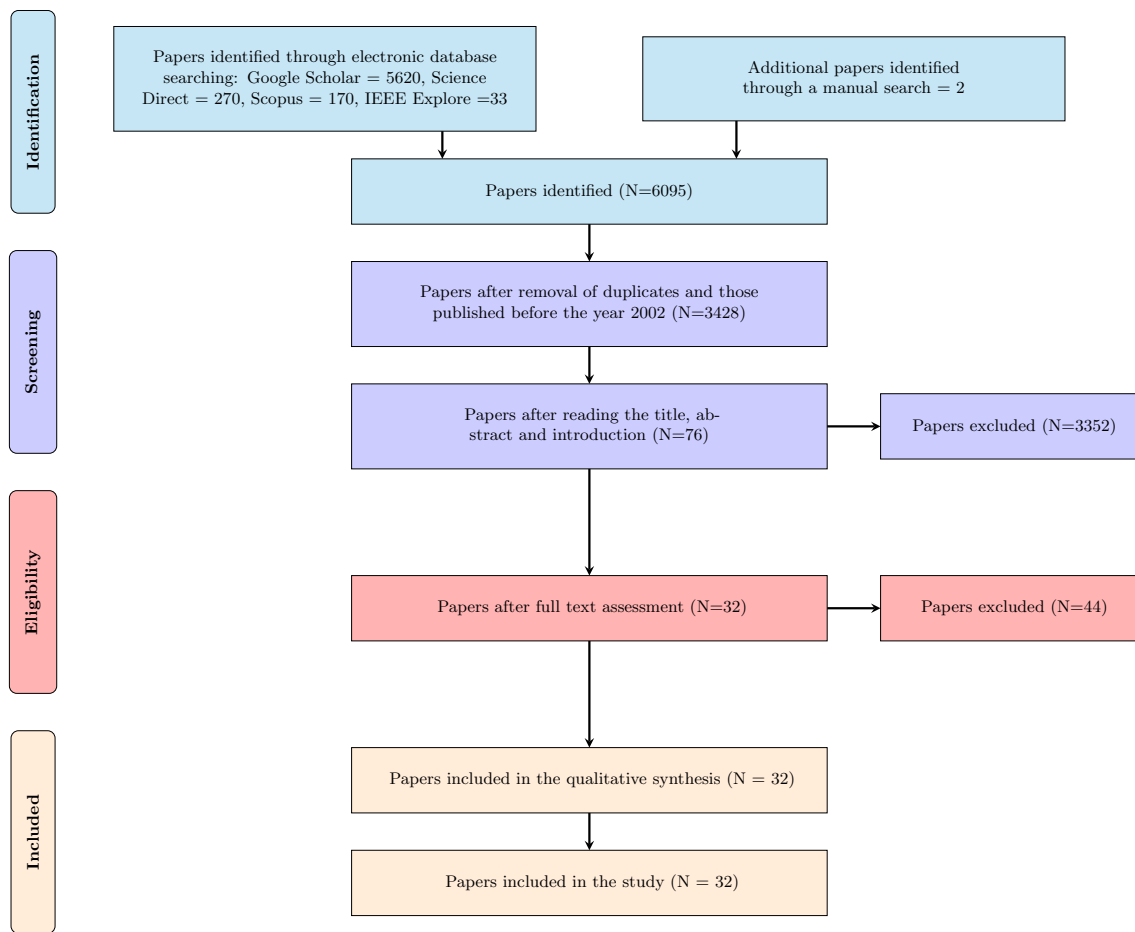 Identification
Papers identified through electronic database
searching: Google Scholar = 5620, Science
Direct = 270, Scopus = 170, IEEE Explore =33
Additional papers identified
through a manual search = 2
Papers identified (N=6095)
Screening
Papers after removal of duplicates and those
published before the year 2002 (N=3428)
Papers after reading the title, ab-
stract and introduction (N=76)
Papers excluded (N=3352)
Eligibility
Papers after full text assessment (N=32)
Papers excluded (N=44)
Included
Papers included in the qualitative synthesis (N = 32)
Papers included in the study (N = 32)